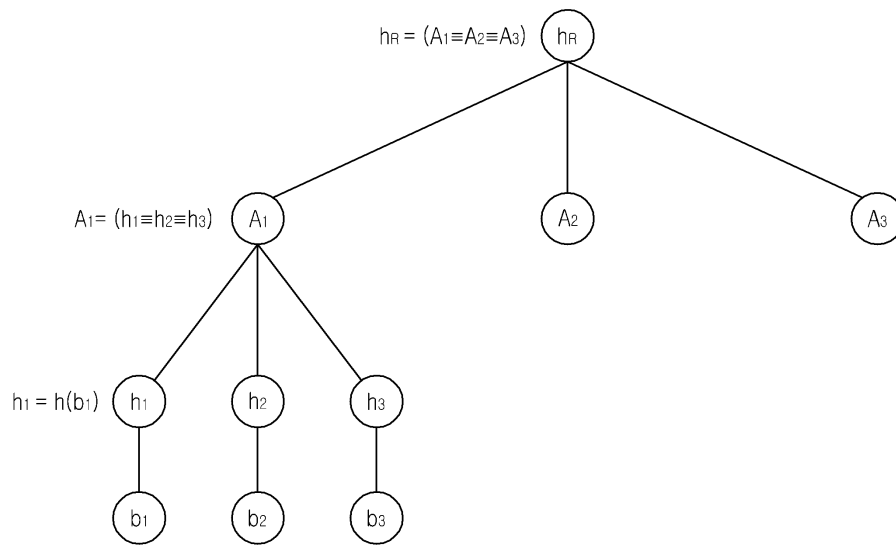 hR = (A1≡A2≡A3) hR
A1= (h1≡h2≡h3) A1 A2 A3
h1 = h(b1) h1 h2 h3
b1 b2 b3